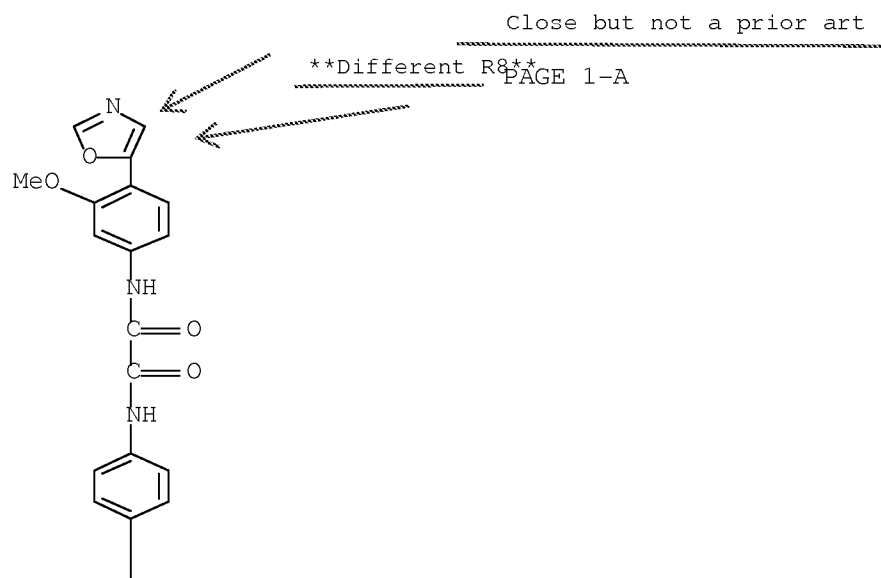 Close but not a prior art
**Different R8**
PAGE 1-A
N
O
MeO
NH
C O
C O
NH